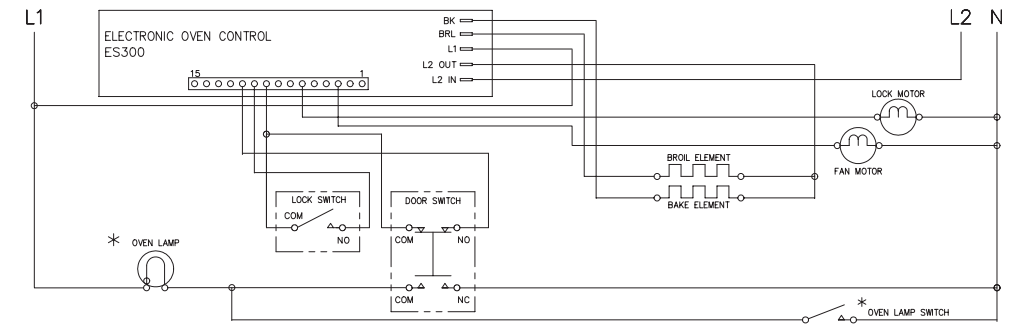 L1
L2 N
ELECTRONIC OVEN CONTROL
ES300
BK
BRL
L1
L2 OUT
L2 IN
15
1
LOCK MOTOR
FAN MOTOR
BROIL ELEMENT
BAKE ELEMENT
LOCK SWITCH
COM
NO
DOOR SWITCH
COM
NO
* OVEN LAMP
COM
NC
* OVEN LAMP SWITCH